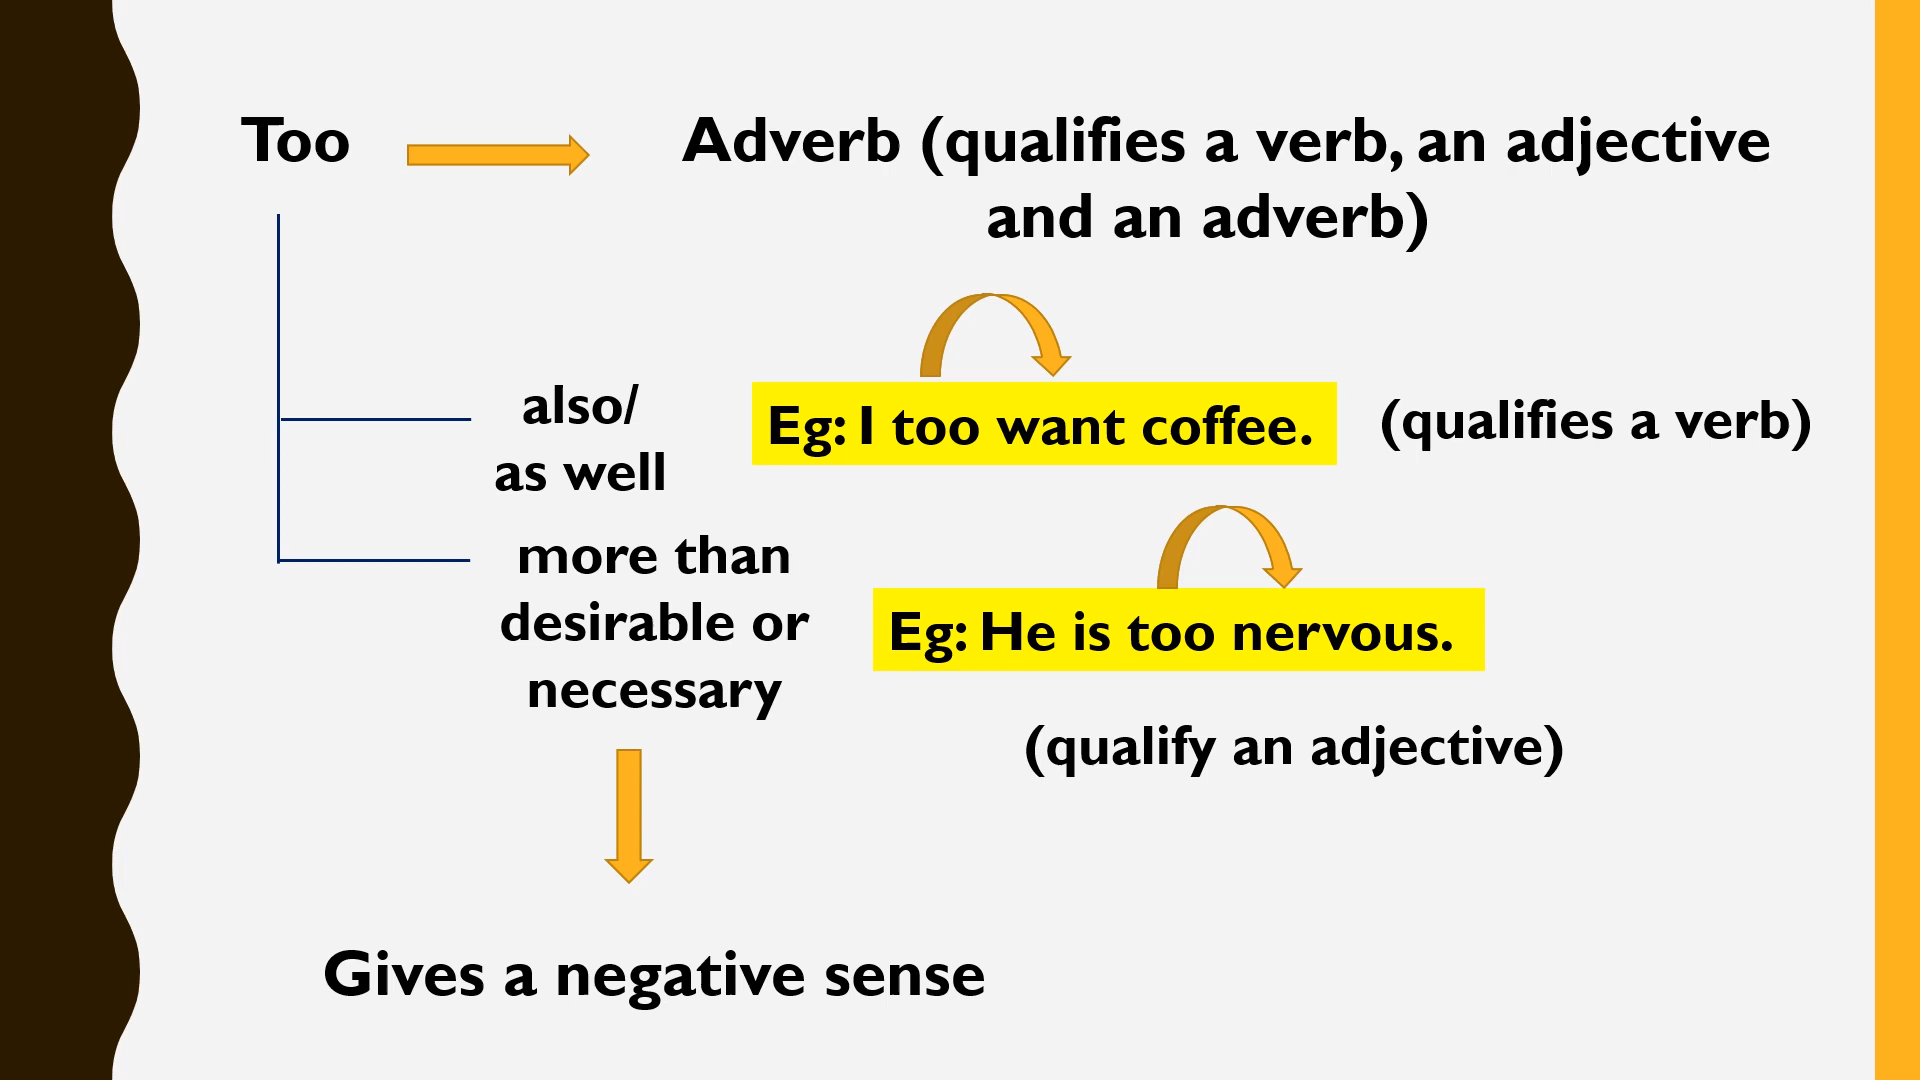 Too
Adverb (qualifies a verb, an adjective
and an adverb)
also/
as well
Eg: I too want coffee.
(qualifies a verb)
more than
desirable or
necessary
Eg: He is too nervous.
(qualify an adjective)
Gives a negative sense